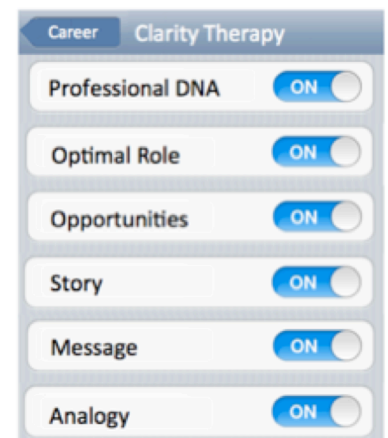 Career Clarity Therapy
Professional DNA ON
Optimal Role ON
Opportunities ON
Story ON
Message ON
Analogy ON